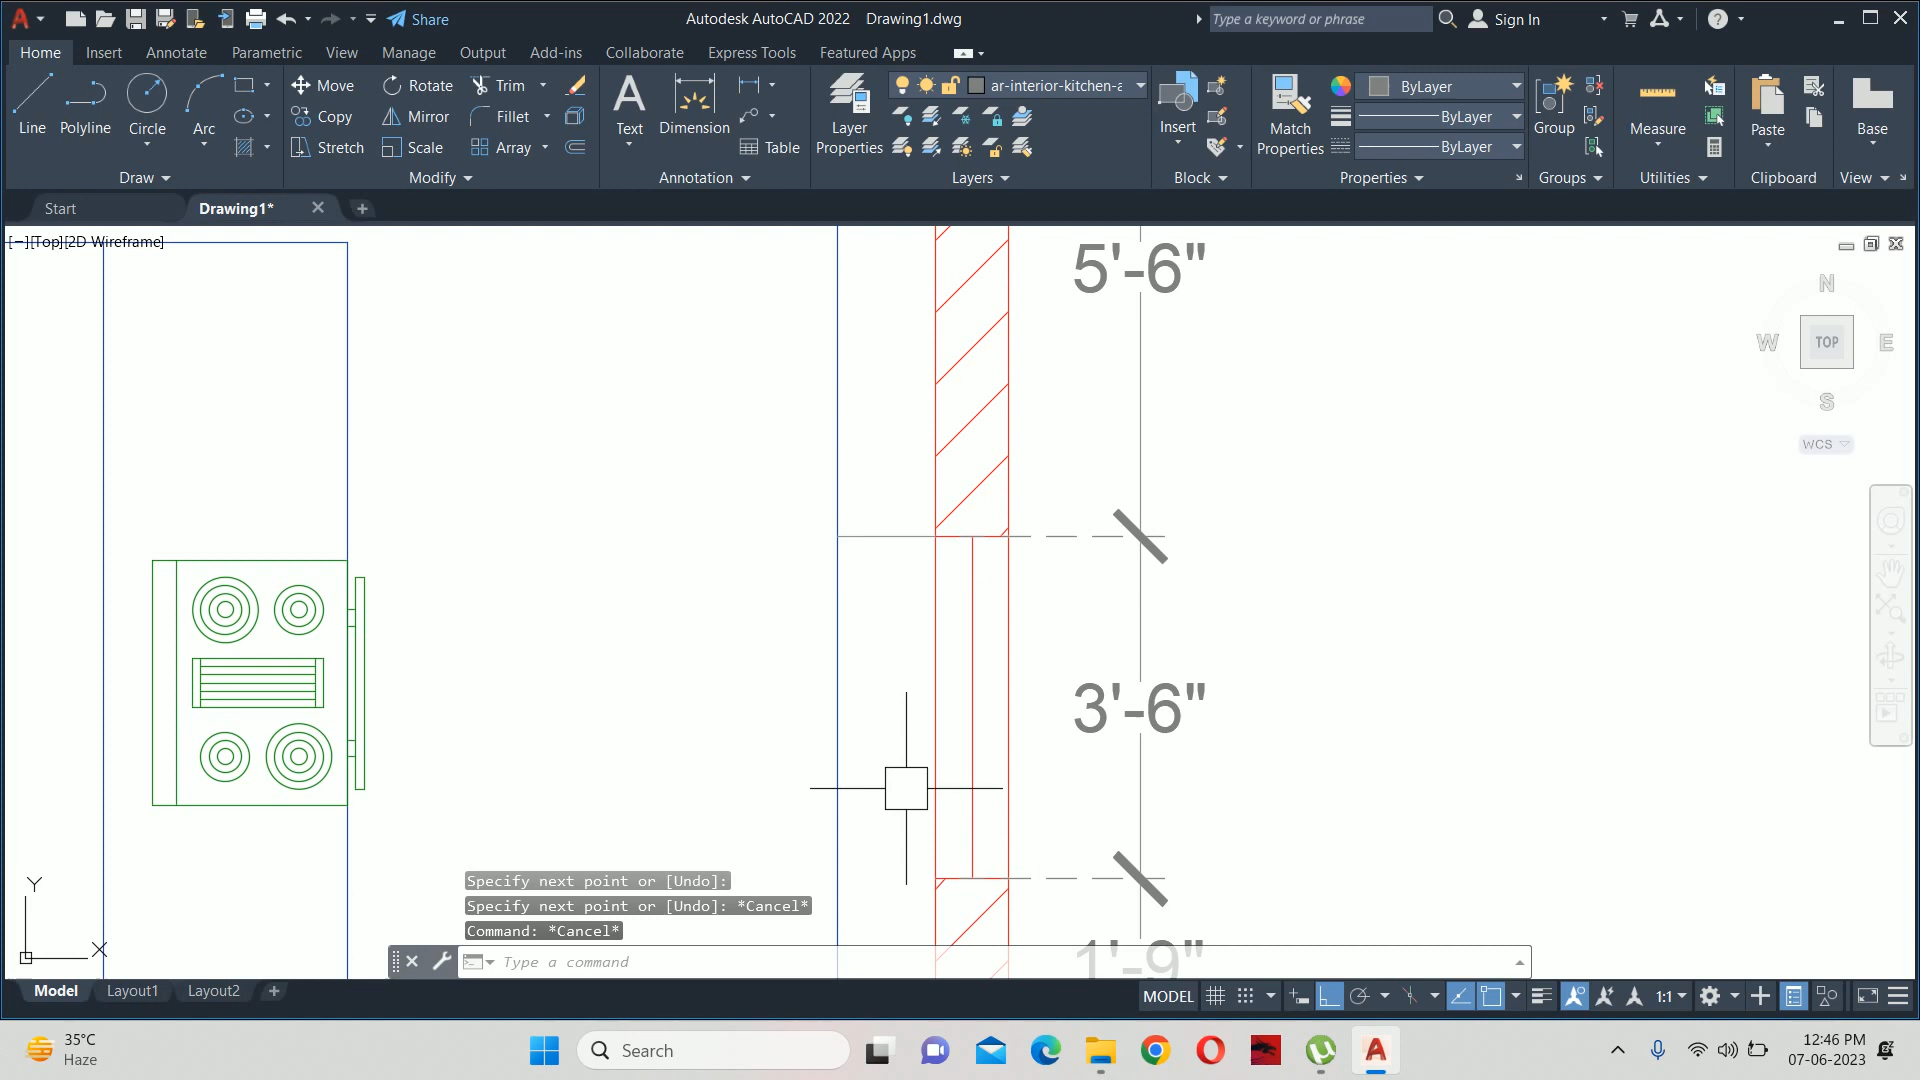 Share
Autodesk AutoCAD 2022 Drawing1.dwg
Type a keyword or phrase
Sign In
Home Insert Annotate Parametric View Manage Output Add-ins Collaborate Express Tools Featured Apps
Line Polyline Circle Arc
Draw
Move Rotate Trim
Copy Mirror Fillet
Stretch Scale Array
Modify
Text Dimension Table
Annotation
Layer
Properties
ar-interior-kitchen-a
Layers
Insert
Block
Match
Properties
ByLayer
ByLayer
ByLayer
Properties
Group
Groups
Measure
Utilities
Paste
Clipboard
Base
View
Start Drawing1*
[−][Top][2D Wireframe]
5'-6"
3'-6"
1'-9"
N
W TOP E
S
WCS
Y
X
Specify next point or [Undo]:
Specify next point or [Undo]: *Cancel*
Command: *Cancel*
Type a command
Model Layout1 Layout2
MODEL 1:1
35°C
Haze
Search
12:46 PM
07-06-2023